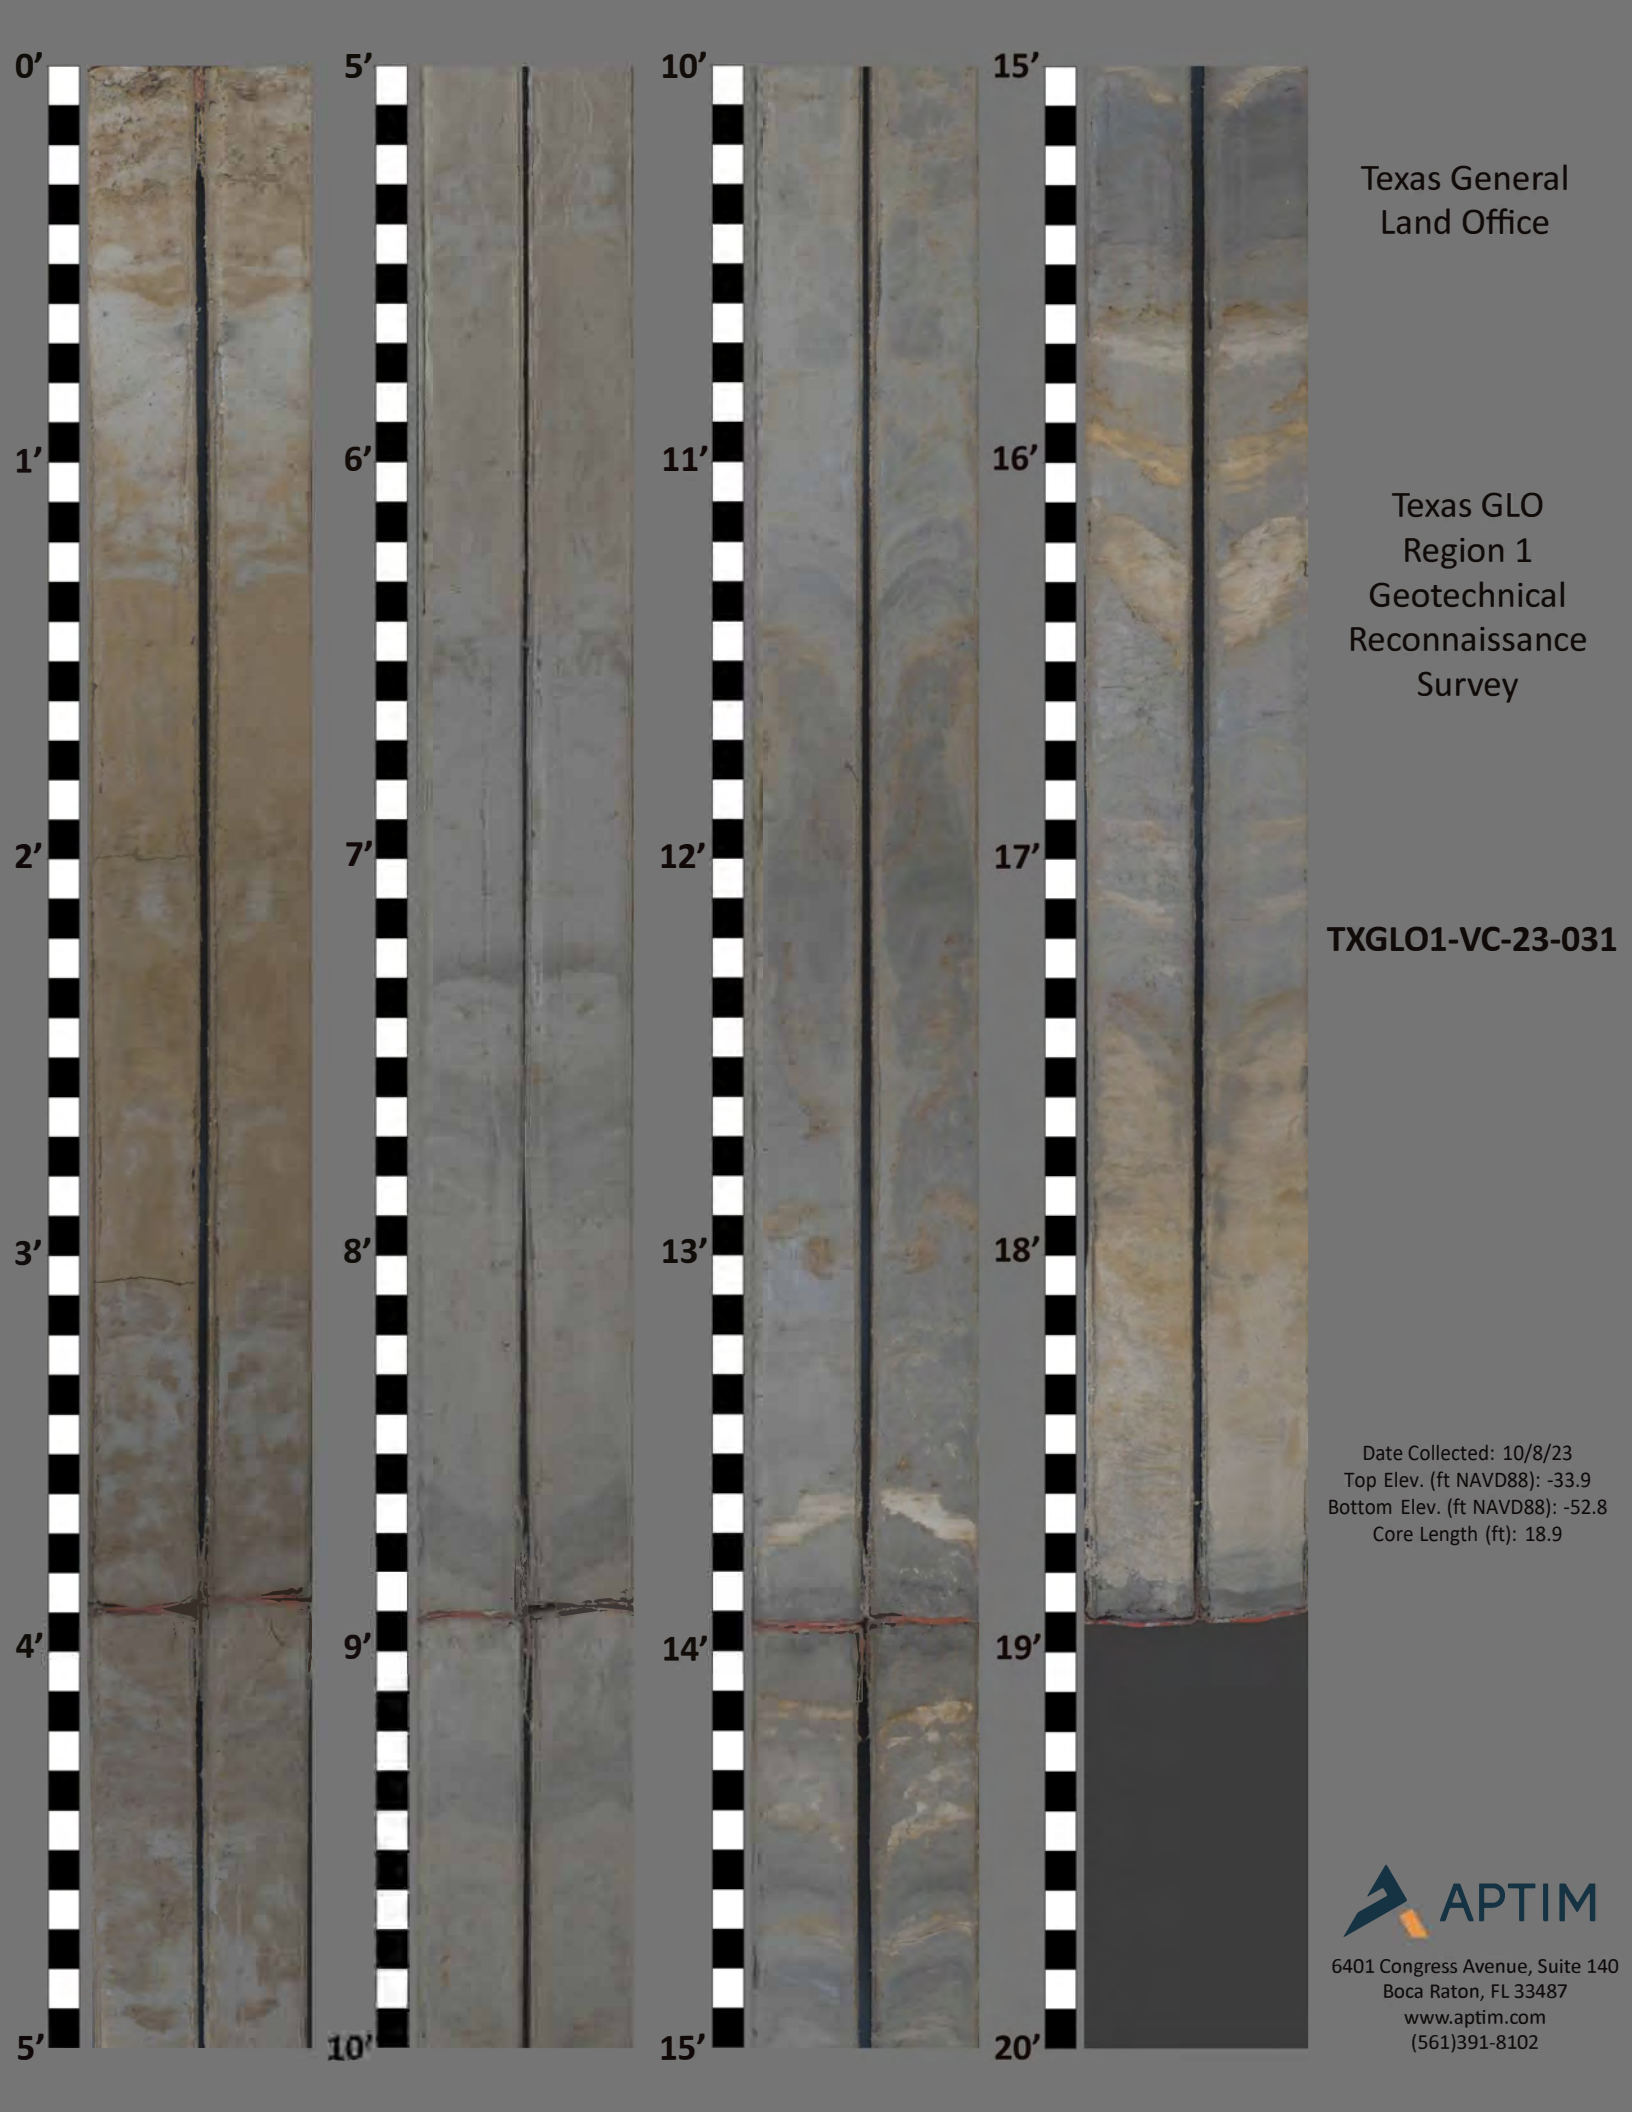 0’
1’
2’
3’
4’
5’
5’
6’
7’
8’
9’
10’
10’
11’
12’
13’
14’
15’
15’
16’
17’
18’
19’
20’
Texas General
Land Office
Texas GLO
Region 1
Geotechnical
Reconnaissance
Survey
TXGLO1-VC-23-031
Date Collected: 10/8/23
Top Elev. (ft NAVD88): -33.9
Bottom Elev. (ft NAVD88): -52.8
Core Length (ft): 18.9
APTIM
6401 Congress Avenue, Suite 140
Boca Raton, FL 33487
www.aptim.com
(561)391-8102